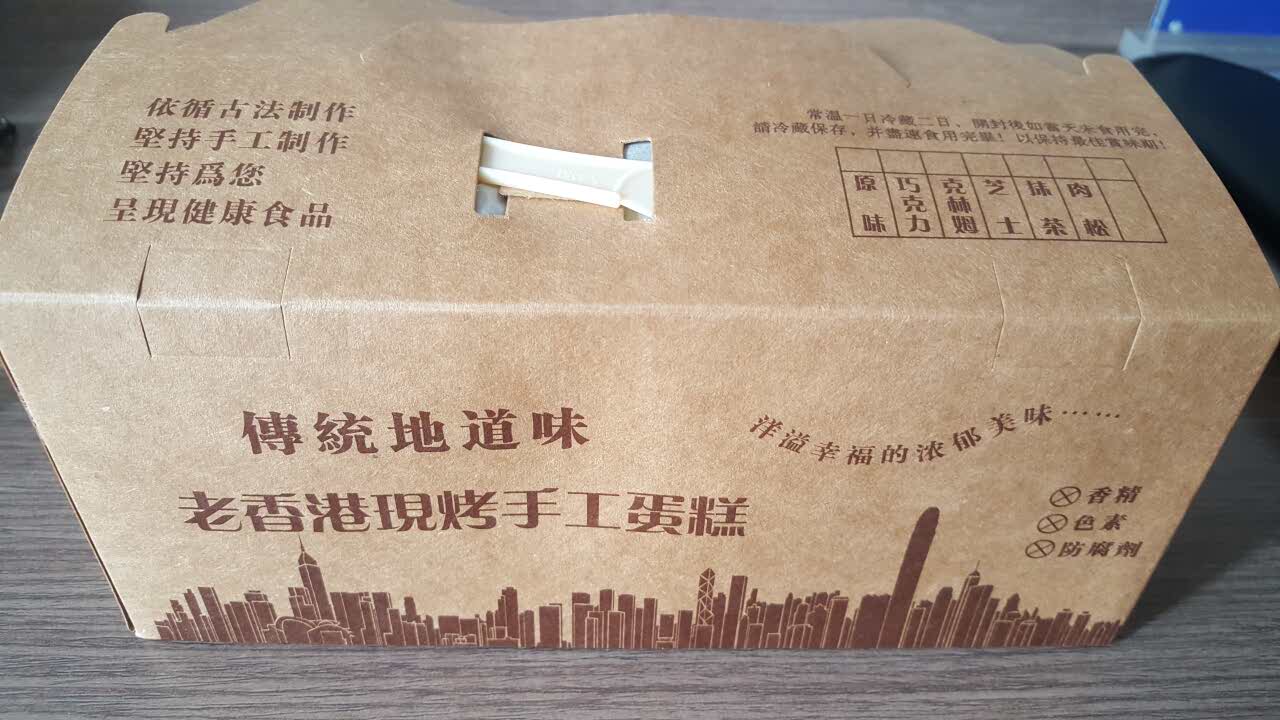 依循古法制作
堅持手工制作
堅持爲您
呈現健康食品
常溫一日冷藏二日，開封後如當天未食用完，
請冷藏保存，并盡速食用完畢！以保持最佳賞味期！
原味
巧克力
克林姆
芝士
抹茶
肉松
傳統地道味
洋溢幸福的浓郁美味……
老香港現烤手工蛋糕
香精
色素
防腐劑